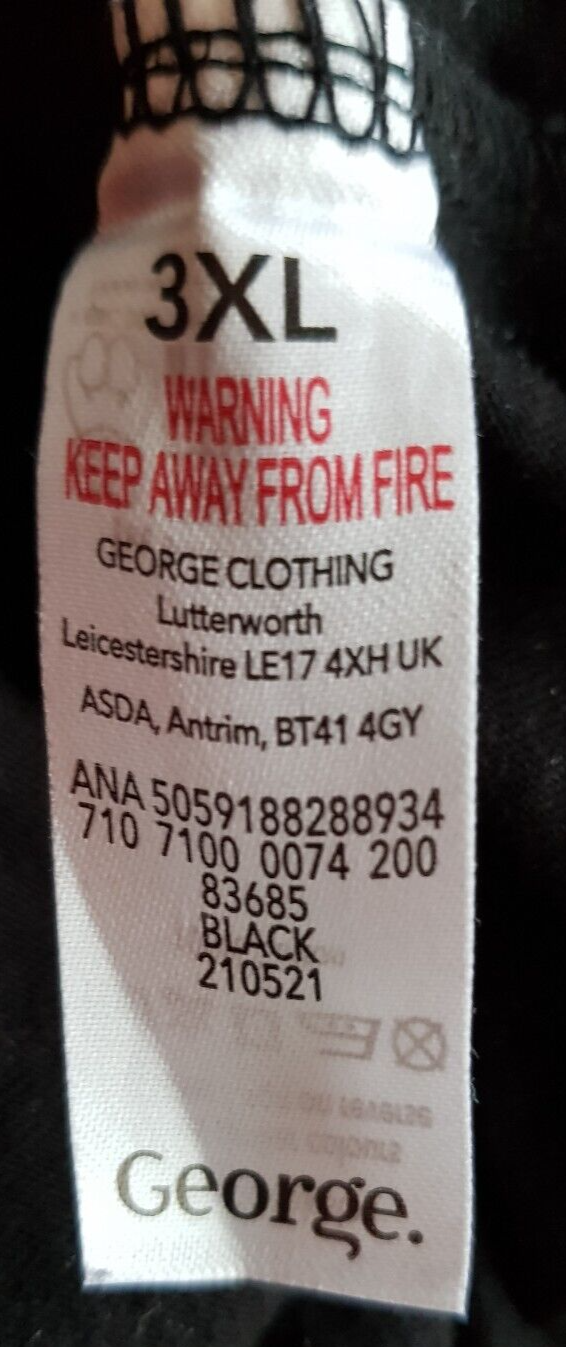 3XL
WARNING
KEEP AWAY FROM FIRE
GEORGE CLOTHING
Lutterworth
Leicestershire LE17 4XH UK
ASDA, Antrim, BT41 4GY
ANA 5059188288934
710 7100 0074 200
83685
BLACK
210521
George.